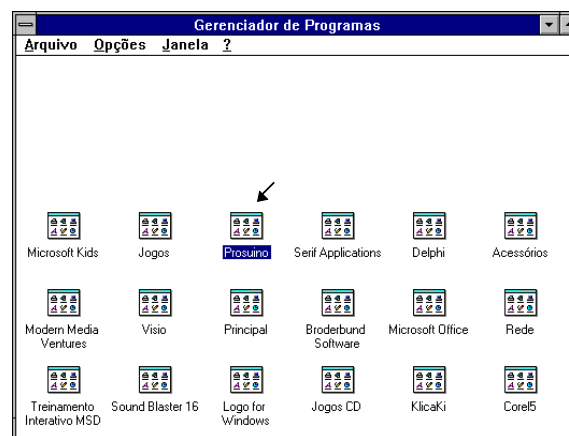 Gerenciador de Programas
Arquivo Opções Janela ?
Microsoft Kids Jogos Prosuino Serif Applications Delphi Acessórios
Modern Media Visio Principal Broderbund Microsoft Office Rede
Ventures Software
Treinamento Sound Blaster 16 Logo for Jogos CD KlicaKi Corel5
Interativo MSD Windows